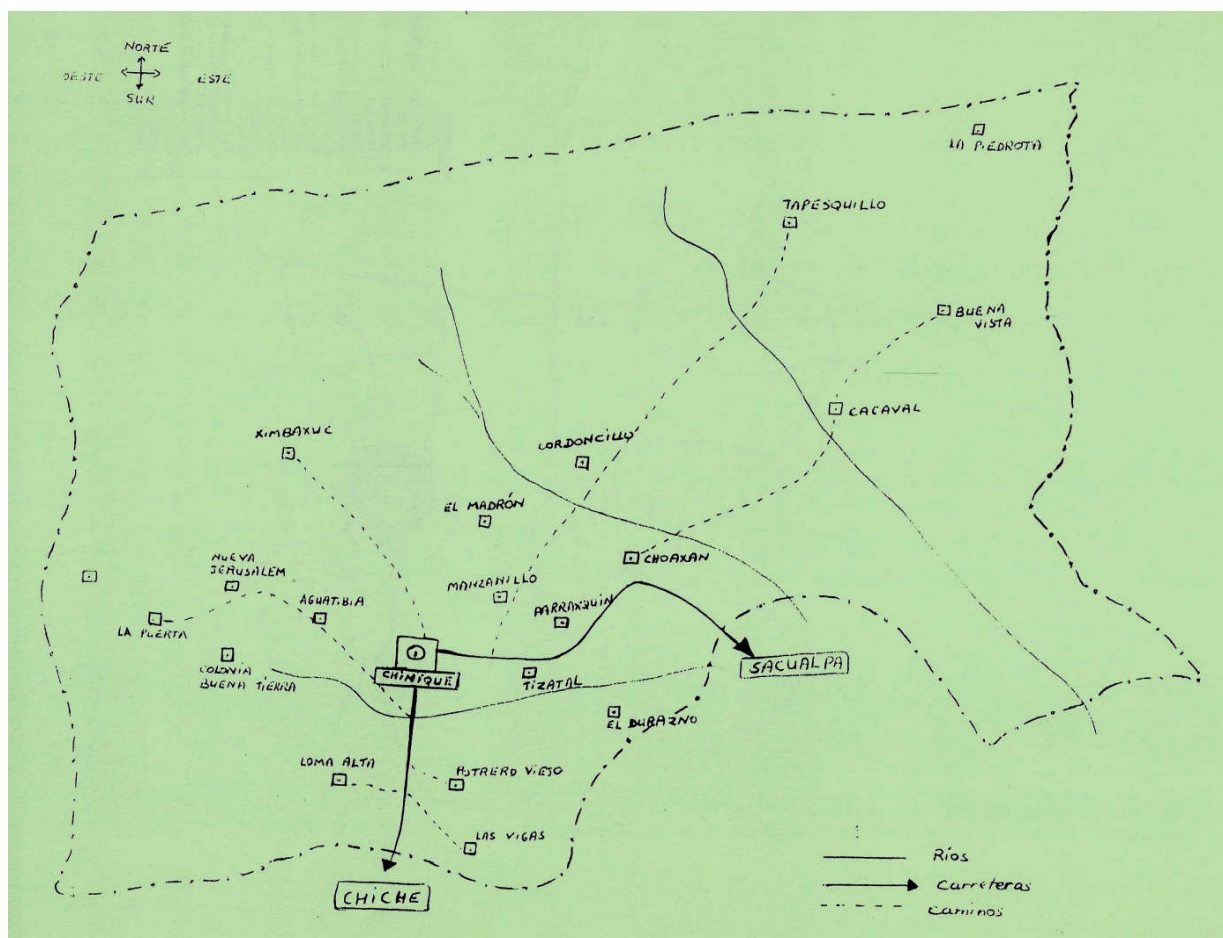 NORTE
OESTE ESTE
SUR
LA PIEDROTA
TAPESQUILLO
BUENA
VISTA
CACAVAL
XIMBAXUC
CORDONCILLO
EL MADRÓN
CHOAXAN
NUEVA
JERUSALEM
MANZANILLO
AGUATIBIA
PARRAXQUIN
LA PUERTA
COLONIA
BUENA TIERRA
CHINIQUE
TIZATAL
SACUALPA
EL DURAZNO
LOMA ALTA
POTRERO VIEJO
LAS VIGAS
CHICHE
Ríos
Carreteras
Caminos